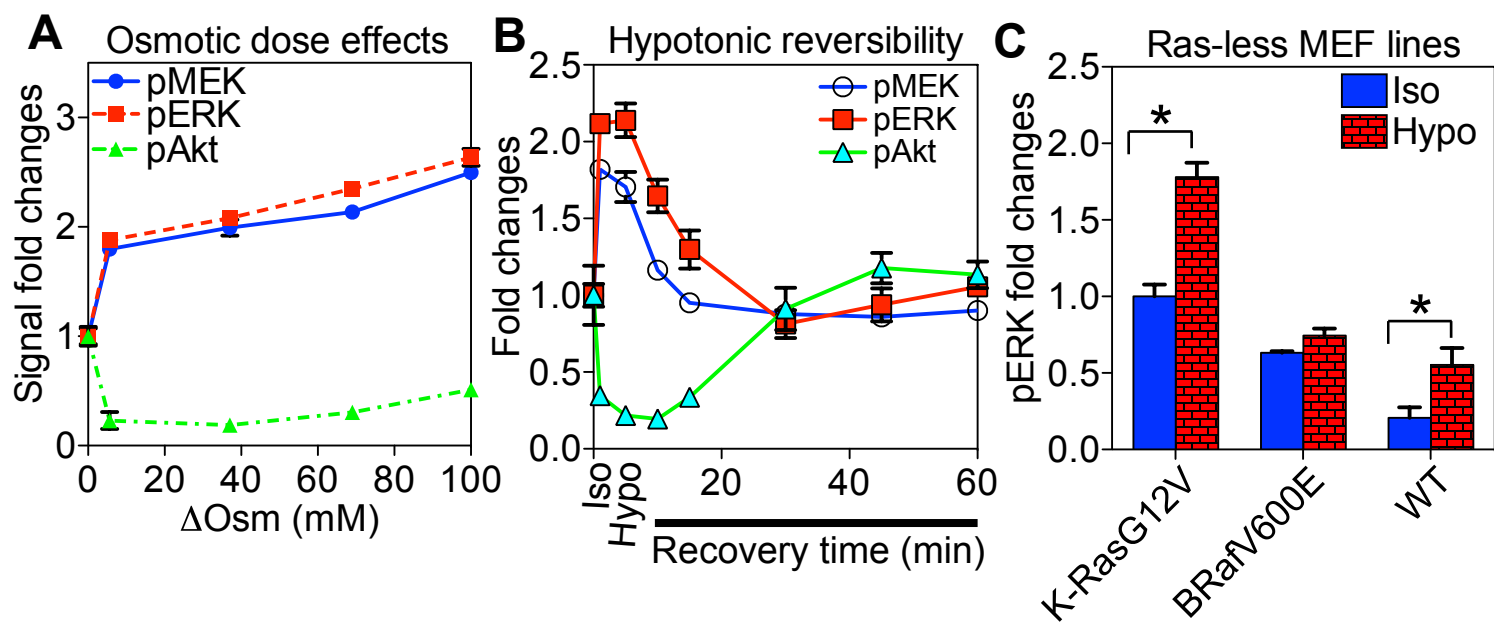 A Osmotic dose effects
pMEK
pERK
pAkt
Signal fold changes
3
2
1
0
0 20 40 60 80 100
ΔOsm (mM)
B Hypotonic reversibility
pMEK
pERK
pAkt
Fold changes
2.5
2.0
1.5
1.0
0.5
0.0
Iso
Hypo
20 40 60
Recovery time (min)
C Ras-less MEF lines
Iso
Hypo
pERK fold changes
2.5
2.0
1.5
1.0
0.5
0.0
*
*
K-RasG12V
BRafV600E
WT